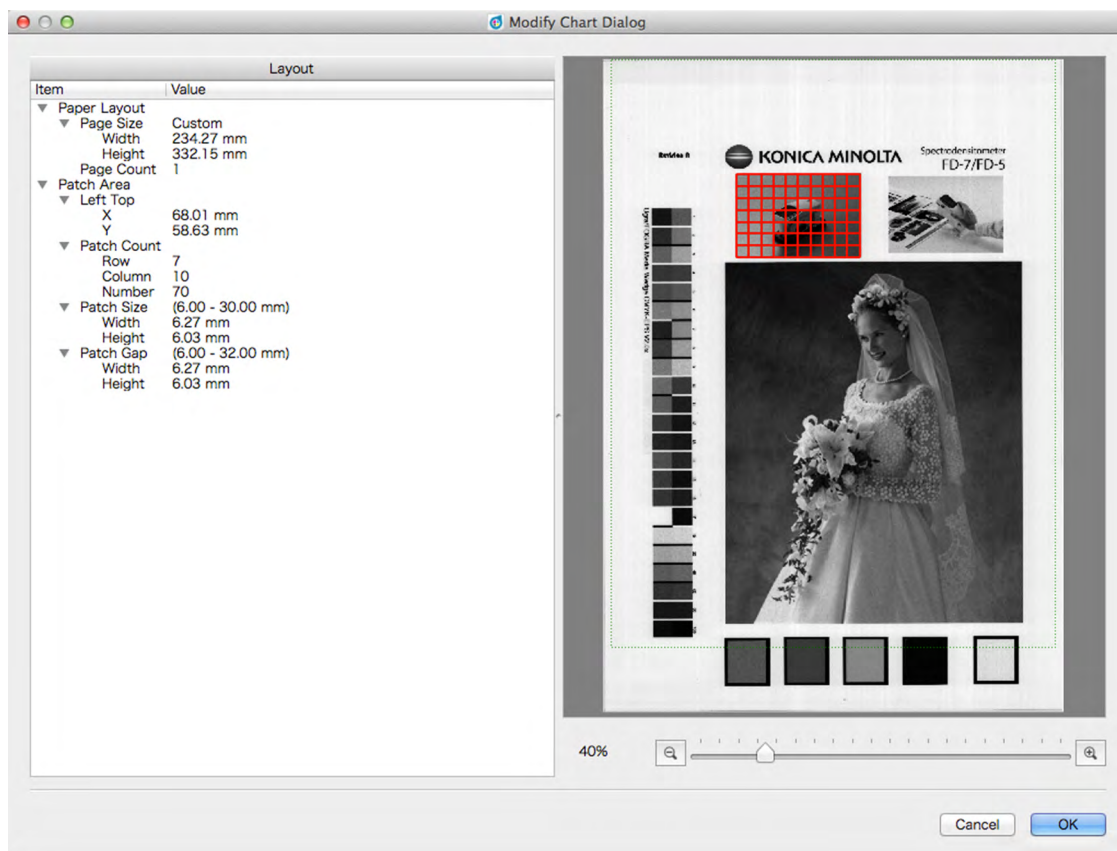 Modify Chart Dialog
Layout
Item Value
Paper Layout
Page Size Custom
Width 234.27 mm
Height 332.15 mm
Page Count 1
Patch Area
Left Top
X 68.01 mm
Y 58.63 mm
Patch Count
Row 7
Column 10
Number 70
Patch Size (6.00 - 30.00 mm)
Width 6.27 mm
Height 6.03 mm
Patch Gap (6.00 - 32.00 mm)
Width 6.27 mm
Height 6.03 mm
KONICA MINOLTA
Spectrodensitometer
FD-7/FD-5
40%
Cancel OK